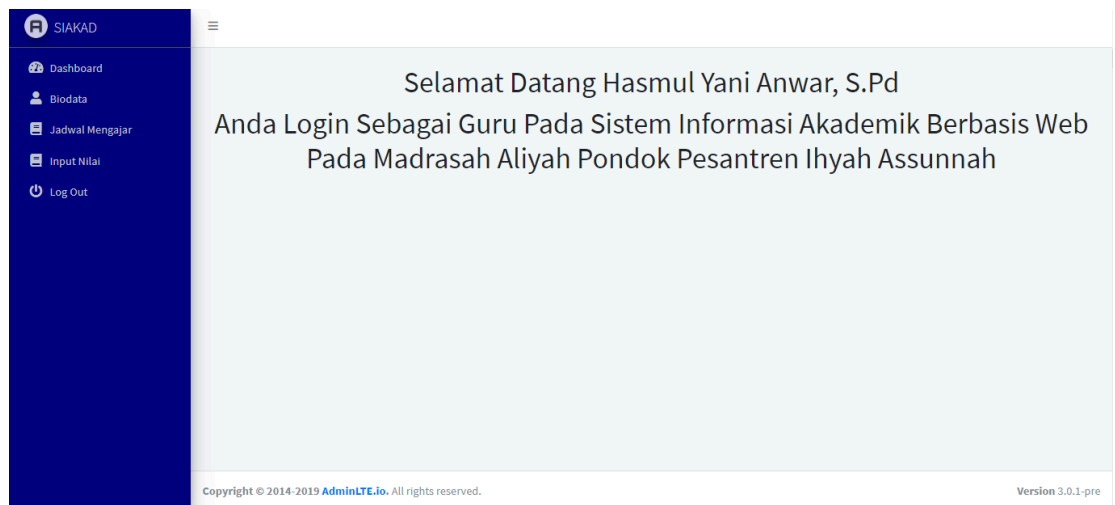 SIAKAD
Dashboard
Biodata
Jadwal Mengajar
Input Nilai
Log Out
Selamat Datang Hasmul Yani Anwar, S.Pd
Anda Login Sebagai Guru Pada Sistem Informasi Akademik Berbasis Web
Pada Madrasah Aliyah Pondok Pesantren Ihyah Assunnah
Copyright © 2014-2019 AdminLTE.io. All rights reserved.
Version 3.0.1-pre